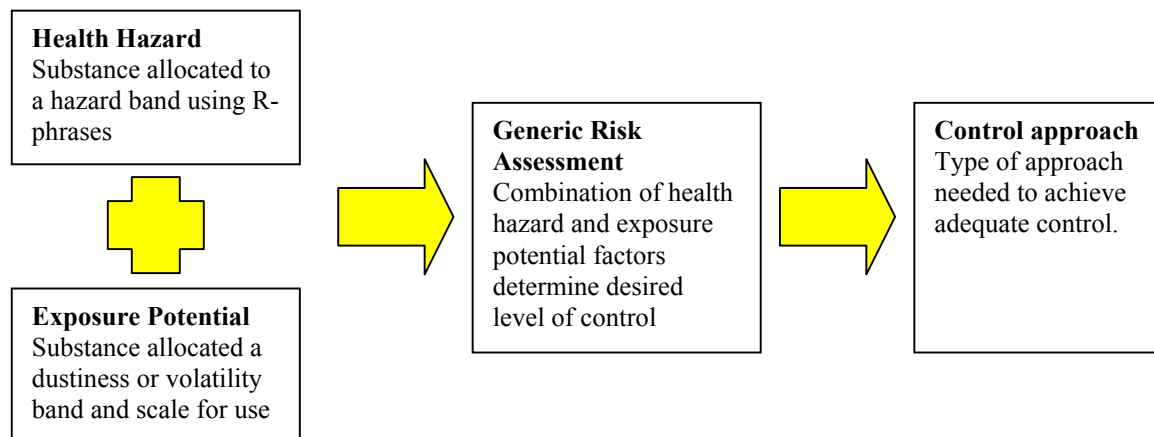 Health Hazard
Substance allocated to
a hazard band using R-
phrases
Exposure Potential
Substance allocated a
dustiness or volatility
band and scale for use
Generic Risk
Assessment
Combination of health
hazard and exposure
potential factors
determine desired
level of control
Control approach
Type of approach
needed to achieve
adequate control.